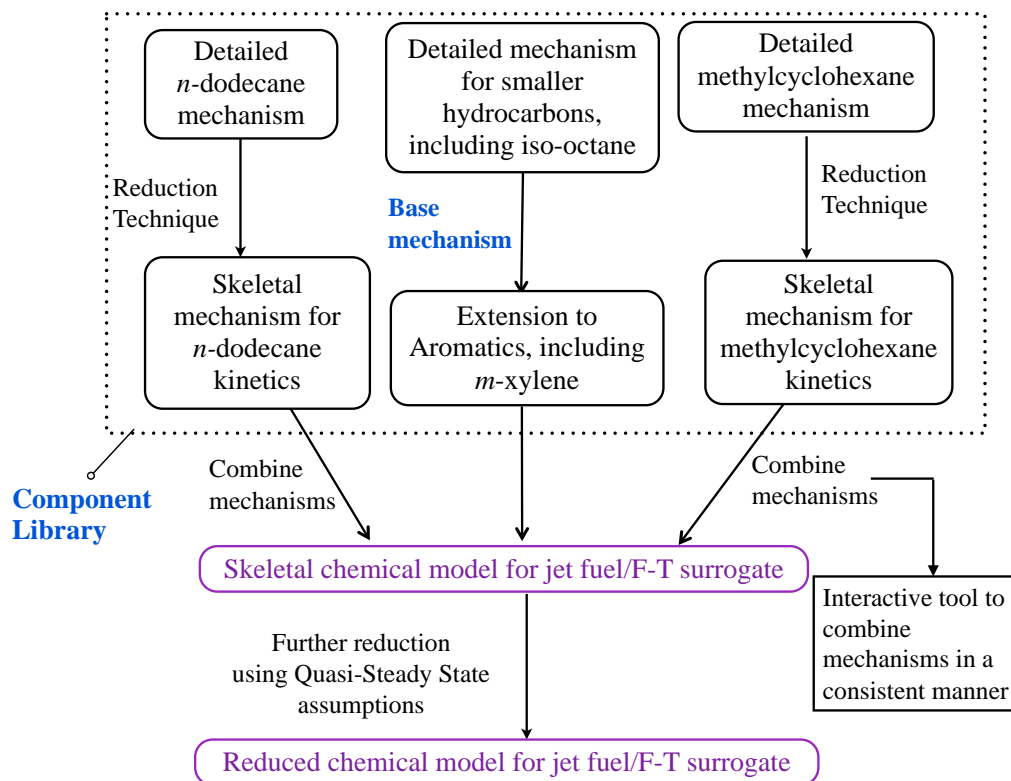 Detailed
n-dodecane
mechanism
Detailed mechanism
for smaller
hydrocarbons,
including iso-octane
Detailed
methylcyclohexane
mechanism
Reduction
Technique
Base
mechanism
Reduction
Technique
Skeletal
mechanism for
n-dodecane
kinetics
Extension to
Aromatics, including
m-xylene
Skeletal
mechanism for
methylcyclohexane
kinetics
Component
Library
Combine
mechanisms
Combine
mechanisms
Skeletal chemical model for jet fuel/F-T surrogate
Interactive tool to
combine
mechanisms in a
consistent manner
Further reduction
using Quasi-Steady State
assumptions
Reduced chemical model for jet fuel/F-T surrogate